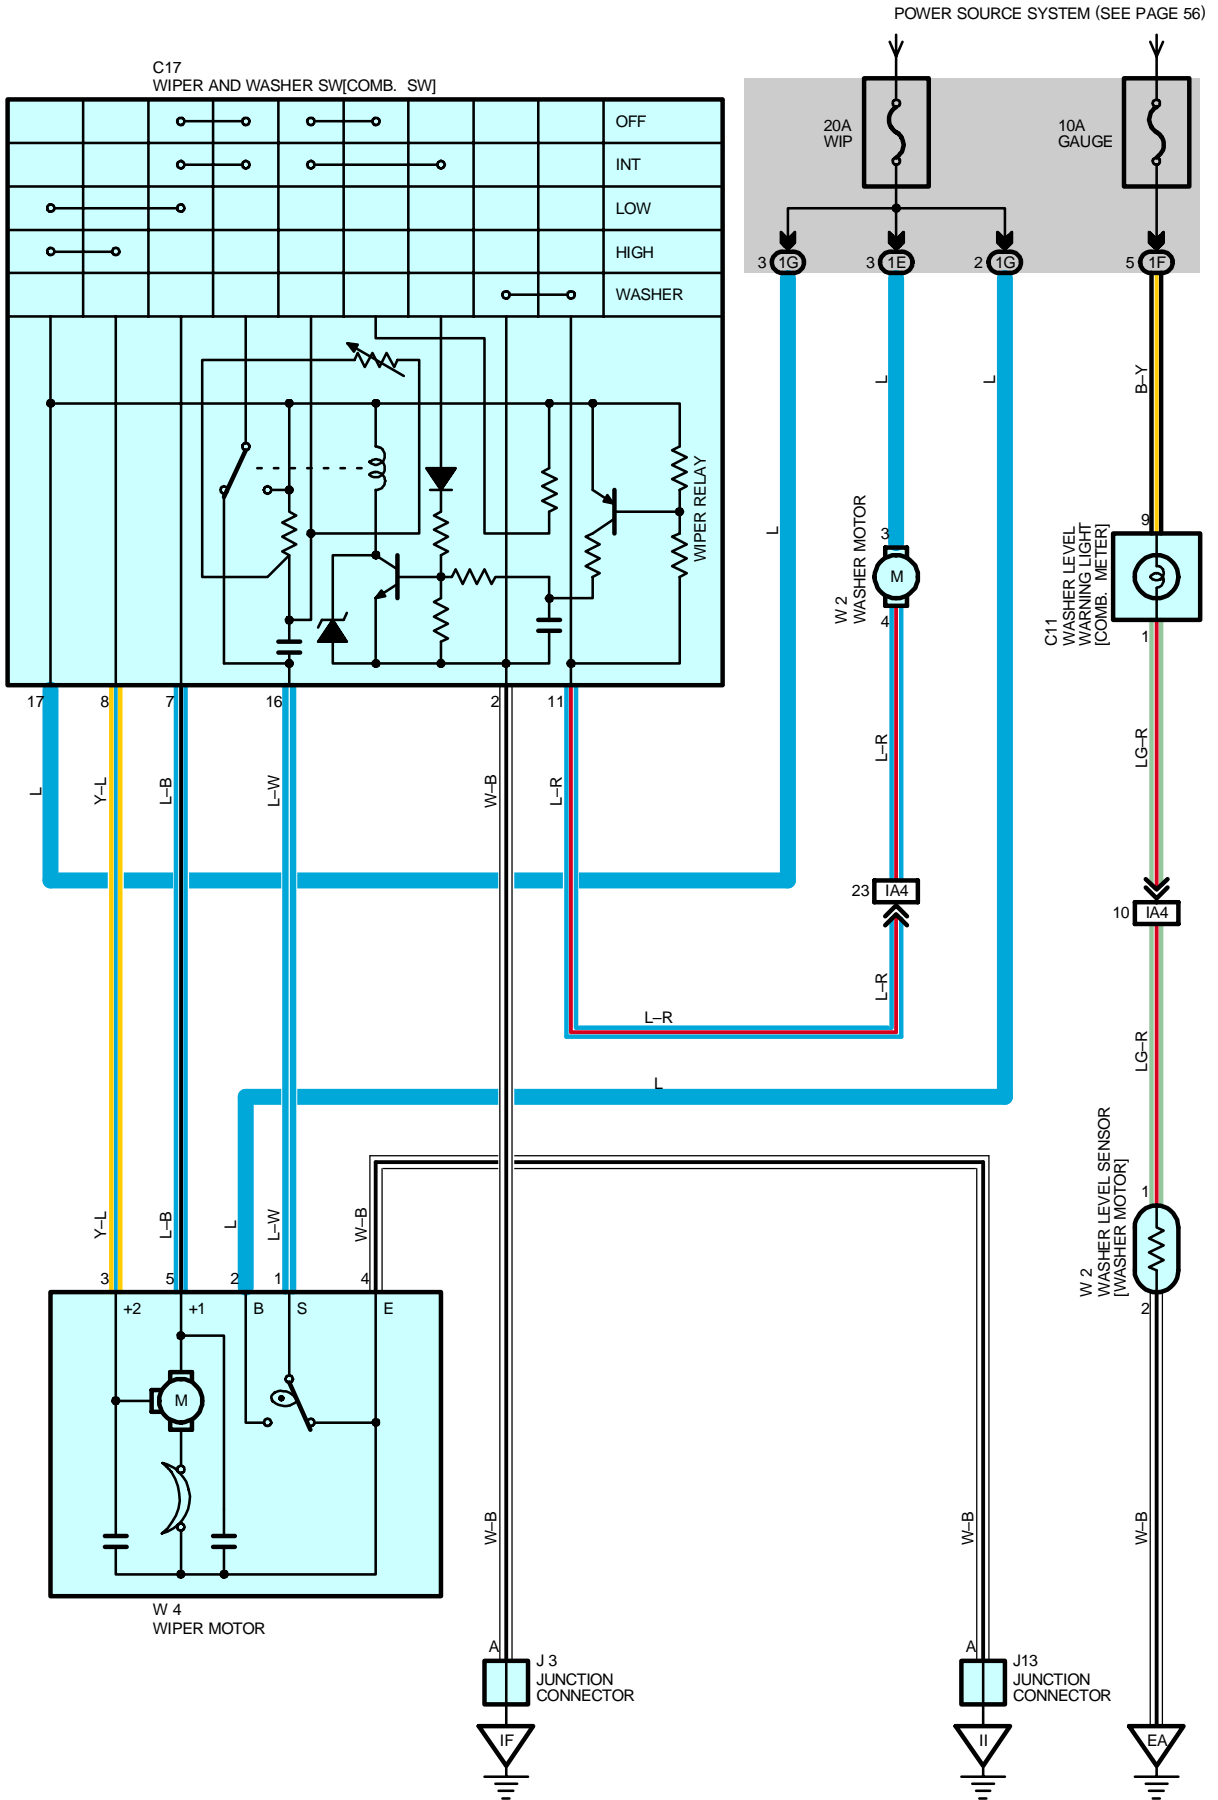 POWER SOURCE SYSTEM (SEE PAGE 56)
C17
WIPER AND WASHER SW[COMB. SW]
OFF
INT
LOW
HIGH
WASHER
WIPER RELAY
20A
WIP
10A
GAUGE
3 1G
3 1E
2 1G
5 1F
L
L
L
B–Y
3
M
4
W 2
WASHER MOTOR
9
1
C11
WASHER LEVEL
WARNING LIGHT
[COMB. METER]
17
8
7
16
2
11
L
Y–L
L–B
L–W
W–B
L–R
L–R
LG–R
23 IA4
10 IA4
L–R
L–R
LG–R
L
W 2
WASHER LEVEL SENSOR
[WASHER MOTOR]
1
2
Y–L
L–B
L
L–W
W–B
3
5
2
1
4
+2
+1
B
S
E
M
W 4
WIPER MOTOR
W–B
W–B
W–B
A
J 3
JUNCTION
CONNECTOR
IF
A
J13
JUNCTION
CONNECTOR
II
EA